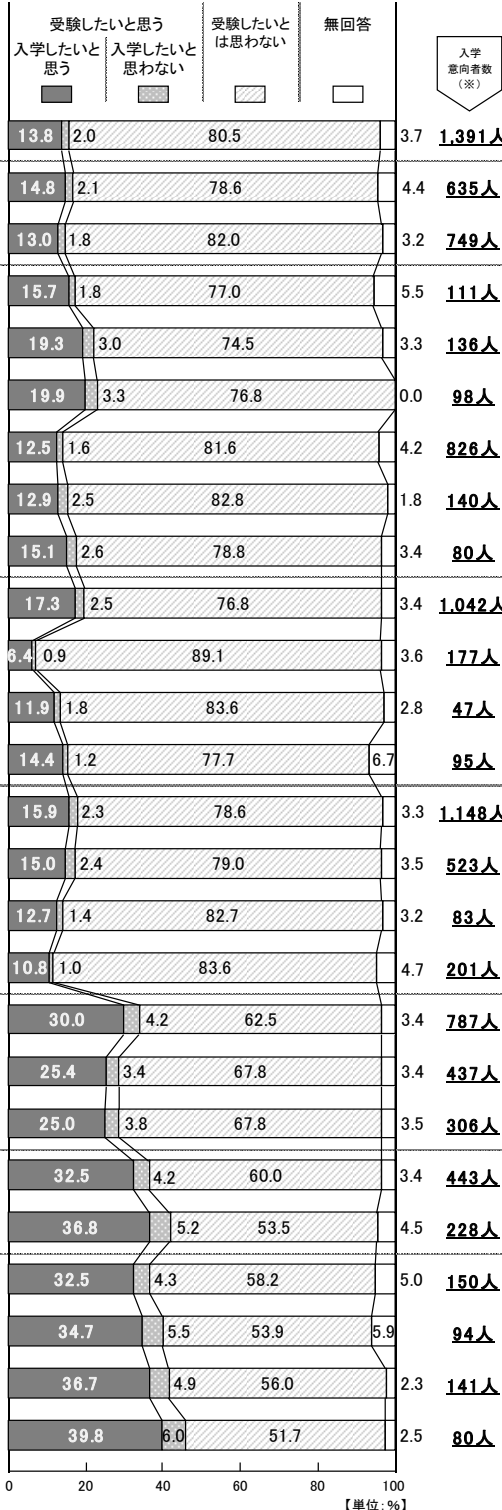 受験したいと思う
入学したいと
思う
入学したいと
思わない
受験したいと
は思わない
無回答
入学
意向者数
(※)
13.8 2.0 80.5 3.7 1,391人
14.8 2.1 78.6 4.4 635人
13.0 1.8 82.0 3.2 749人
15.7 1.8 77.0 5.5 111人
19.3 3.0 74.5 3.3 136人
19.9 3.3 76.8 0.0 98人
12.5 1.6 81.6 4.2 826人
12.9 2.5 82.8 1.8 140人
15.1 2.6 78.8 3.4 80人
17.3 2.5 76.8 3.4 1,042人
6.4 0.9 89.1 3.6 177人
11.9 1.8 83.6 2.8 47人
14.4 1.2 77.7 6.7 95人
15.9 2.3 78.6 3.3 1,148人
15.0 2.4 79.0 3.5 523人
12.7 1.4 82.7 3.2 83人
10.8 1.0 83.6 4.7 201人
30.0 4.2 62.5 3.4 787人
25.4 3.4 67.8 3.4 437人
25.0 3.8 67.8 3.5 306人
32.5 4.2 60.0 3.4 443人
36.8 5.2 53.5 4.5 228人
32.5 4.3 58.2 5.0 150人
34.7 5.5 53.9 5.9 94人
36.7 4.9 56.0 2.3 141人
39.8 6.0 51.7 2.5 80人
0 20 40 60 80 100
【単位:%】